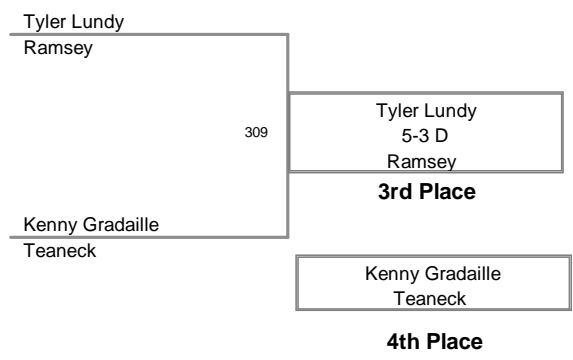 Tyler Lundy
Ramsey
309
Tyler Lundy
5-3 D
Ramsey
3rd Place
Kenny Gradaille
Teaneck
Kenny Gradaille
Teaneck
4th Place